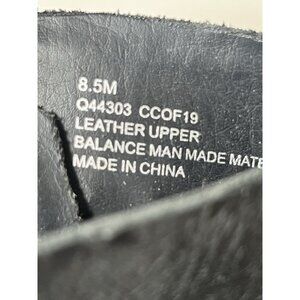 8.5M
Q44303 CCOF19
LEATHER UPPER
BALANCE MAN MADE MATE
MADE IN CHINA